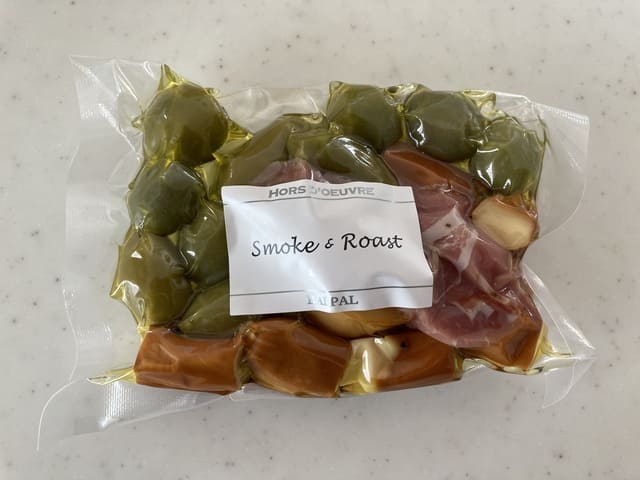 HORS D'OEUVRE
Smoke & Roast